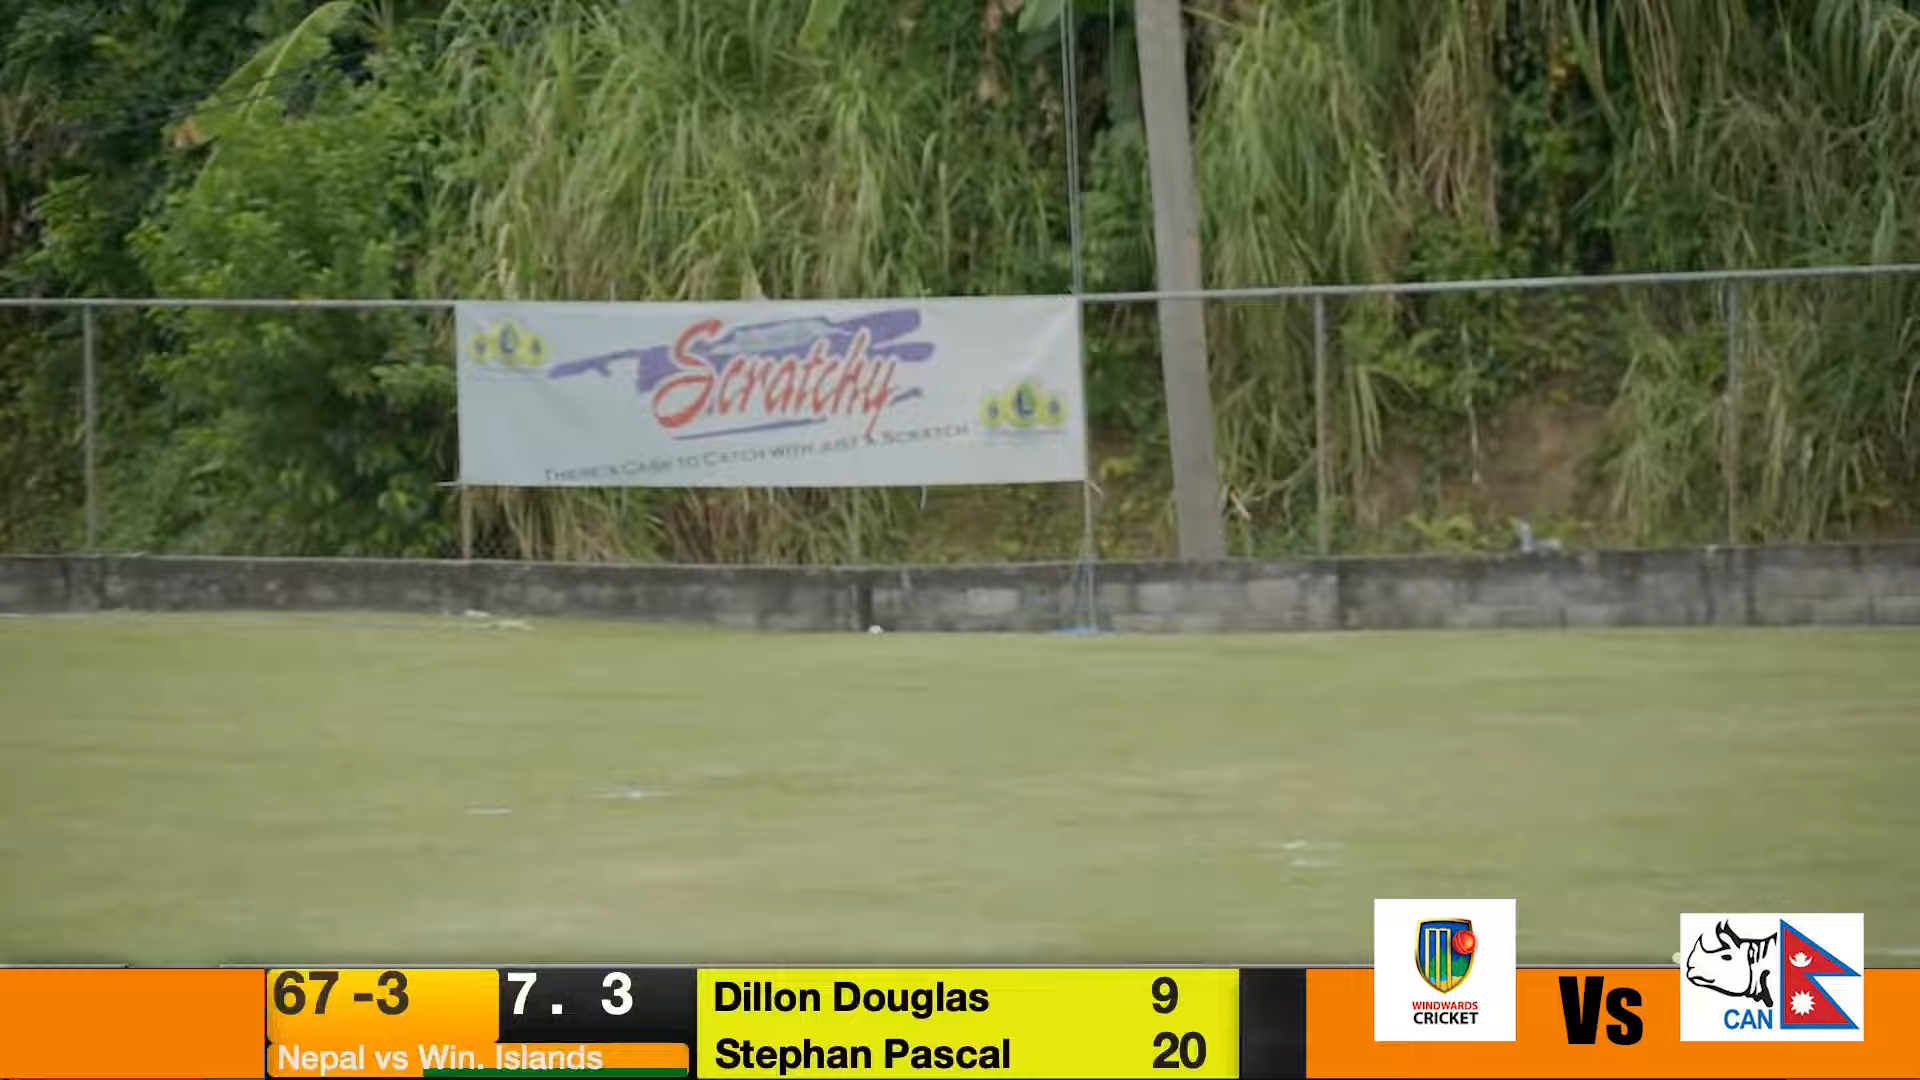 Scratchy
THERE'S CASH TO CATCH WITH JUST A SCRATCH
L
L
67-3
7. 3
Nepal vs Win. Islands
Dillon Douglas 9
Stephan Pascal 20
WINDWARDS
CRICKET
Vs
CAN